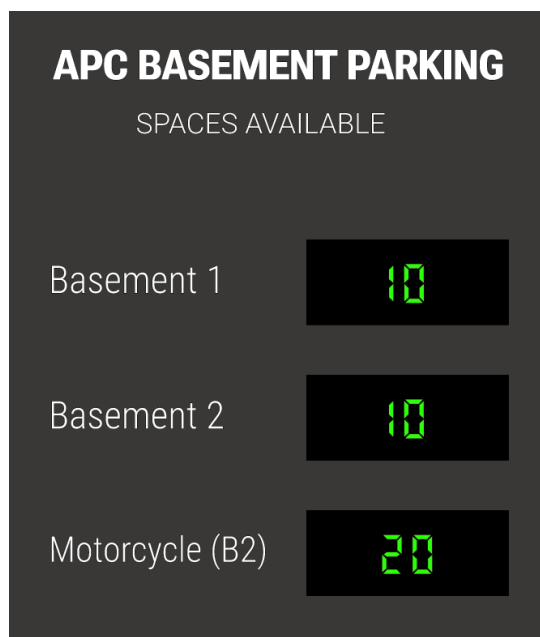 APC BASEMENT PARKING
SPACES AVAILABLE
Basement 1 10
Basement 2 10
Motorcycle (B2) 20